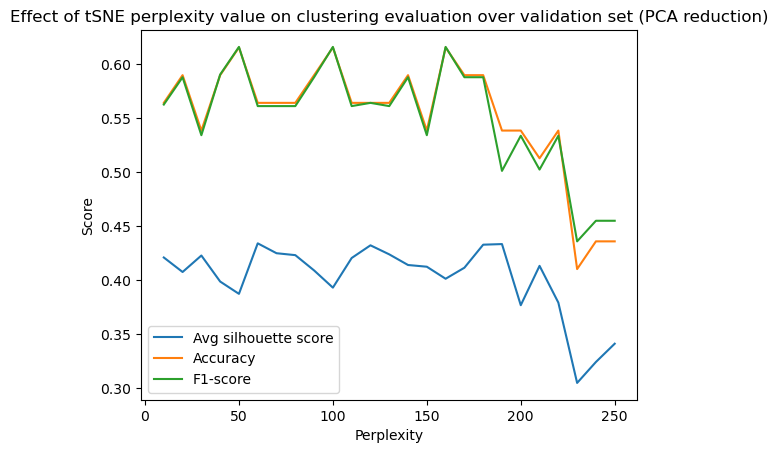 Effect of tSNE perplexity value on clustering evaluation over validation set (PCA reduction)
0.60
0.55
0.50
0.45
0.40
0.35
0.30
Score
Avg silhouette score
Accuracy
F1-score
0
50
100
150
200
250
Perplexity